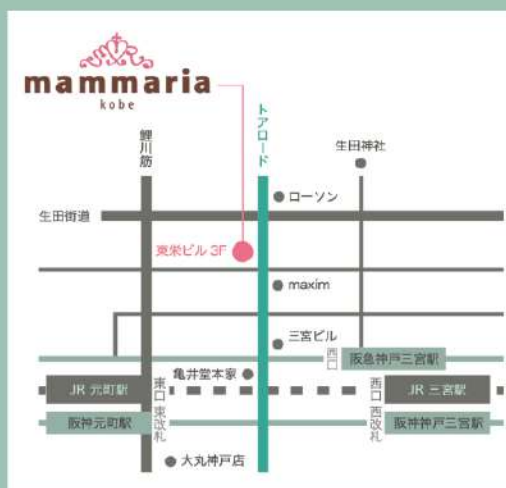 mammaria
kobe
トアロード
鯉川筋
生田神社
ローソン
生田街道
東栄ビル 3F
maxim
三宮ビル
西口
阪急神戸三宮駅
亀井堂本家
JR 元町駅
東口
西口
JR 三宮駅
阪神元町駅
東改札
西改札
阪神神戸三宮駅
大丸神戸店